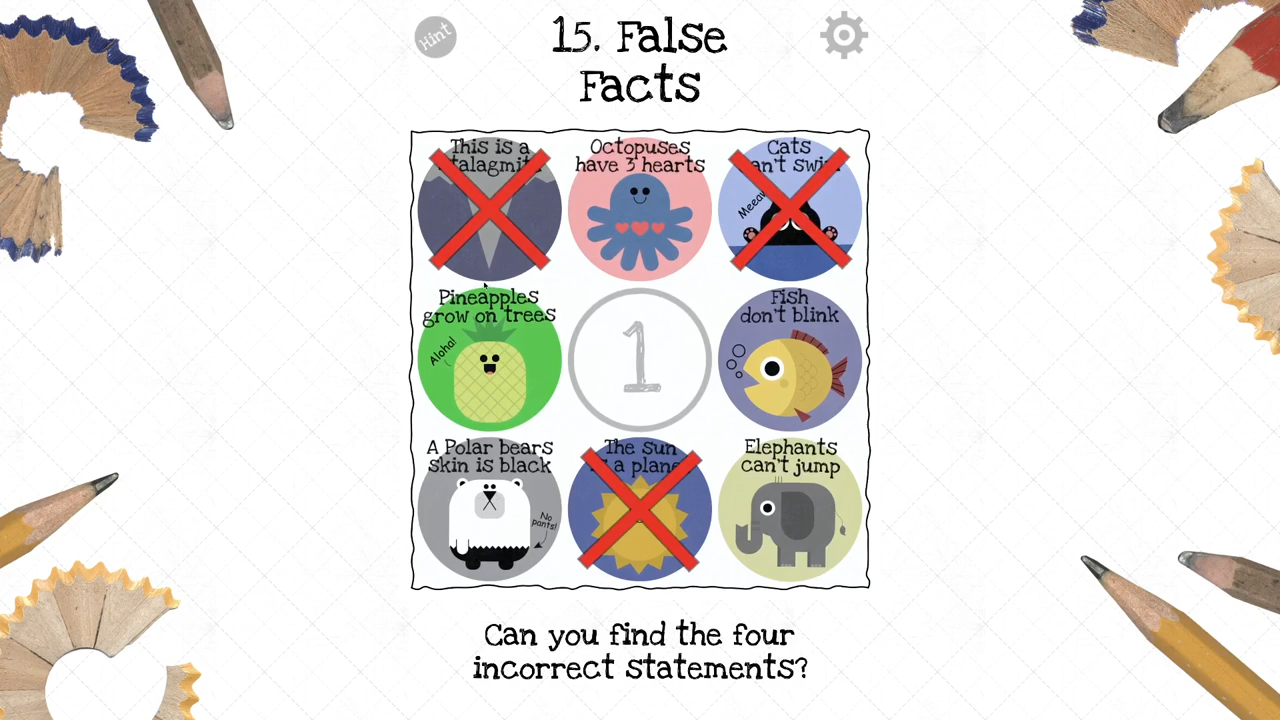 Hint
15. False
Facts
This is a
Octopuses
have 3 hearts
Cats
Meeow
Pineapples
grow on trees
Aloha!
1
Fish
don't blink
A Polar bears
skin is black
No
pants!
The sun
a plane
Elephants
can't jump
Can you find the four
incorrect statements?